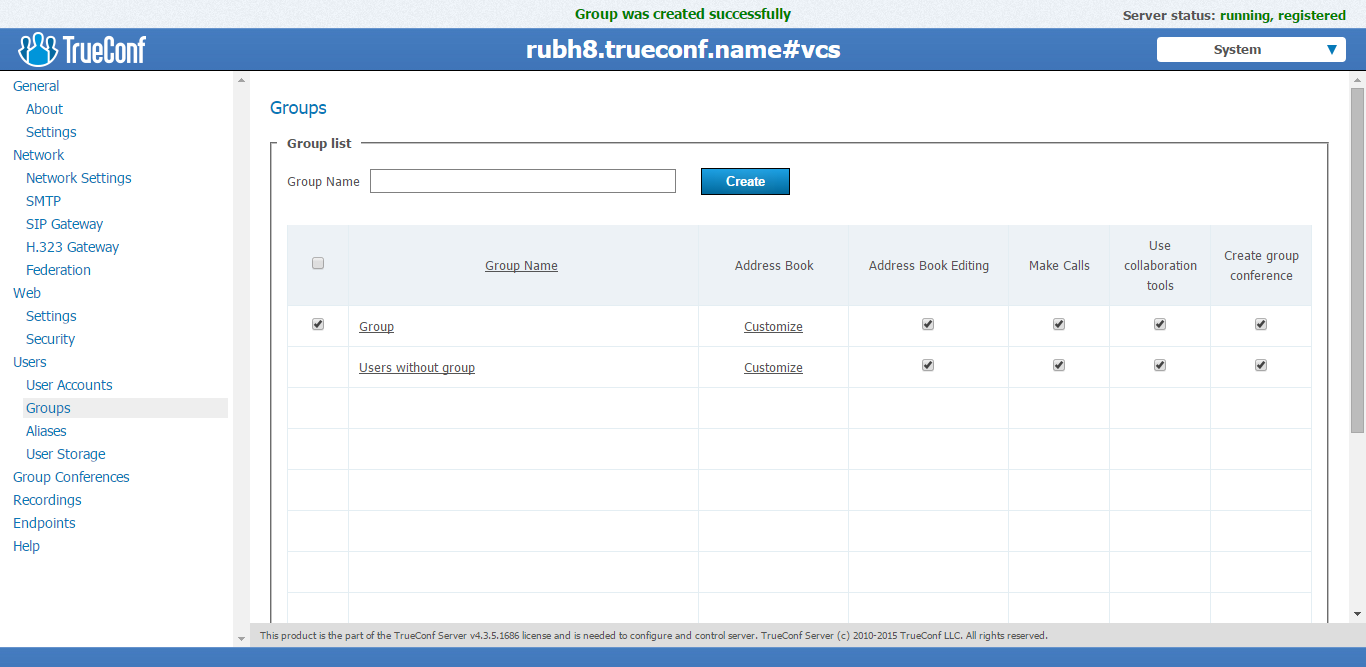 Group was created successfully
Server status: running, registered
TrueConf
rubh8.trueconf.name#vcs
System
General
About
Settings
Network
Network Settings
SMTP
SIP Gateway
H.323 Gateway
Federation
Web
Settings
Security
Users
User Accounts
Groups
Aliases
User Storage
Group Conferences
Recordings
Endpoints
Help
Groups
Group list
Group Name
Create
Group Name
Address Book
Address Book Editing
Make Calls
Use
collaboration
tools
Create group
conference
Group
Customize
Users without group
Customize
This product is the part of the TrueConf Server v4.3.5.1686 license and is needed to configure and control server. TrueConf Server (c) 2010-2015 TrueConf LLC. All rights reserved.